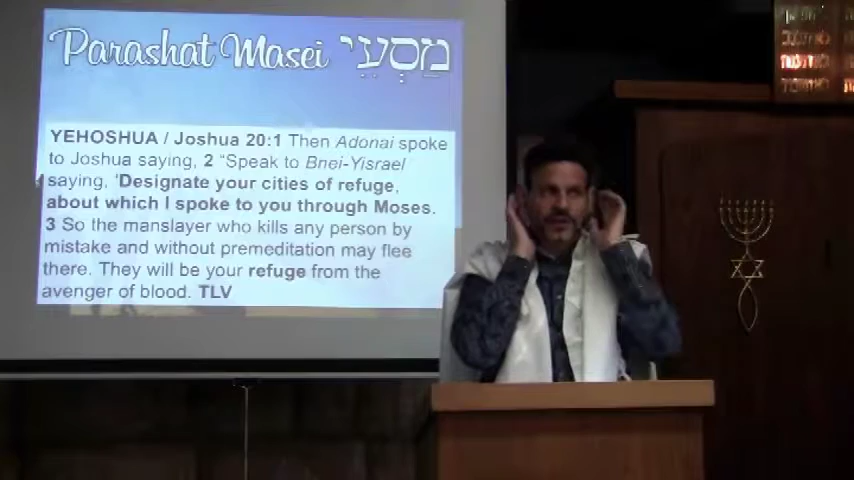 Parashat Masei מַסְעֵי
YEHOSHUA / Joshua 20:1 Then Adonai spoke
to Joshua saying, 2 “Speak to Bnei-Yisrael
saying, ‘Designate your cities of refuge,
about which I spoke to you through Moses.
3 So the manslayer who kills any person by
mistake and without premeditation may flee
there. They will be your refuge from the
avenger of blood. TLV